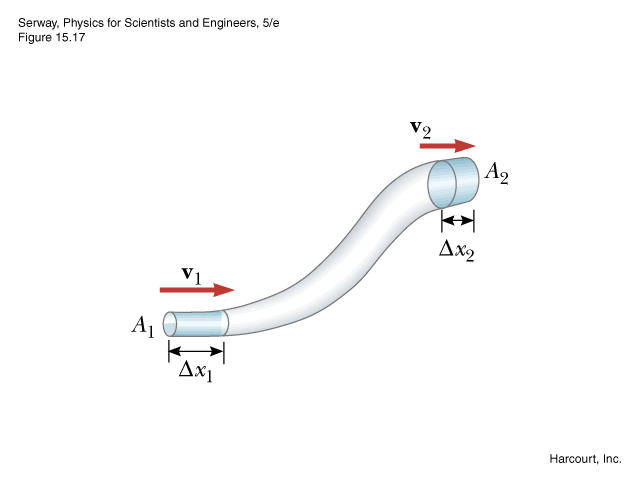 Serway, Physics for Scientists and Engineers, 5/e
Figure 15.17
v₂
A₂
Δx₂
v₁
A₁
Δx₁
Harcourt, Inc.